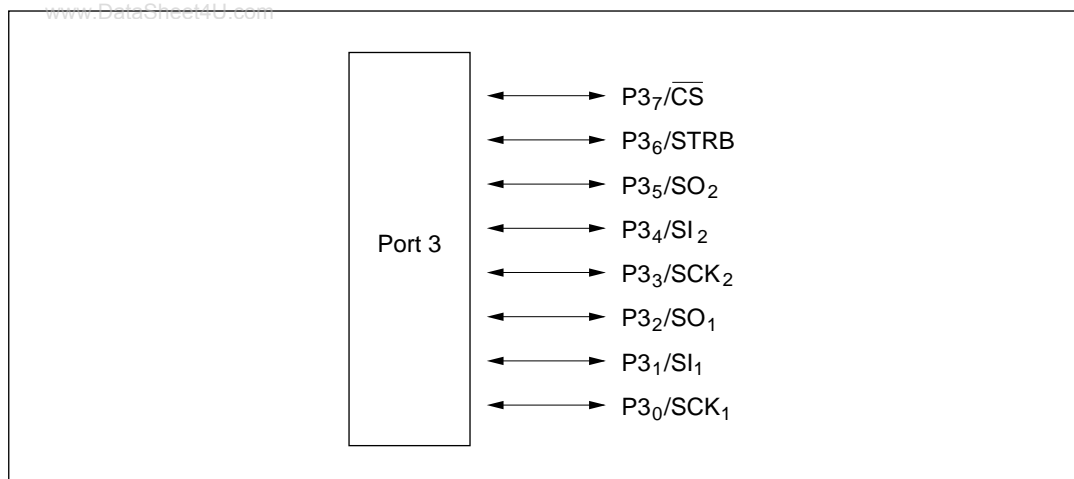 www.DataSheet4U.com
P3₇/C̅S̅
P3₆/STRB
P3₅/SO₂
P3₄/SI₂
Port 3
P3₃/SCK₂
P3₂/SO₁
P3₁/SI₁
P3₀/SCK₁